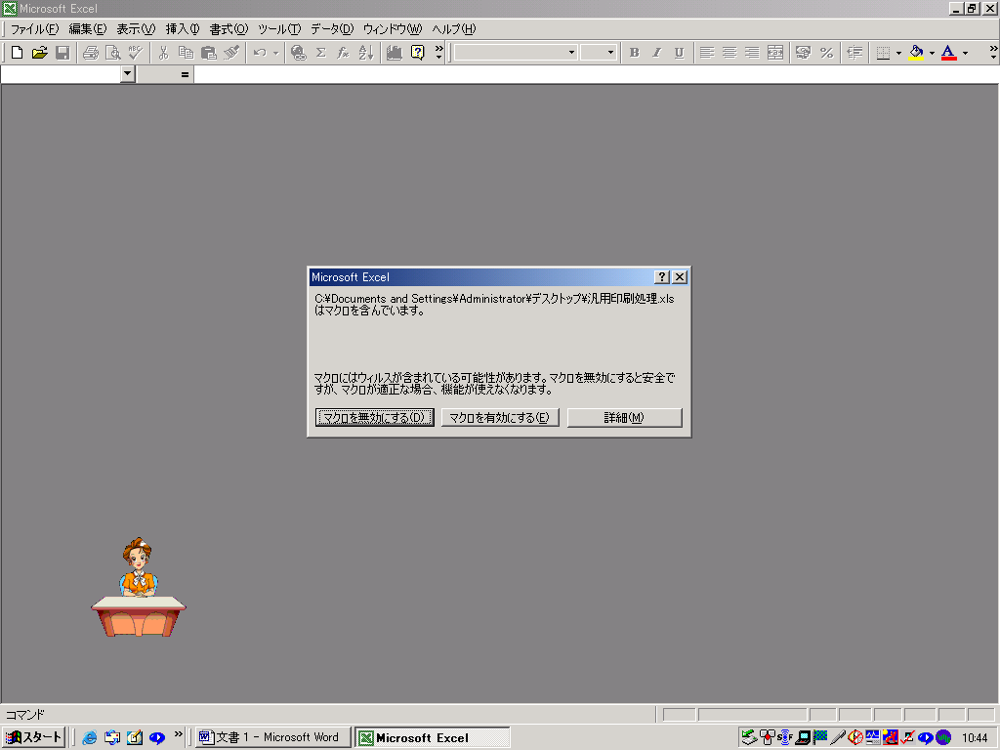 Microsoft Excel
ファイル(F) 編集(E) 表示(V) 挿入(I) 書式(O) ツール(T) データ(D) ウィンドウ(W) ヘルプ(H)
B I U %
=
Microsoft Excel
C:¥Documents and Settings¥Administrator¥デスクトップ¥汎用印刷処理.xls
はマクロを含んでいます。
マクロにはウィルスが含まれている可能性があります。マクロを無効にすると安全で
すが、マクロが適正な場合、機能が使えなくなります。
マクロを無効にする(D) マクロを有効にする(E) 詳細(M)
コマンド
スタート 文書 1 - Microsoft Word Microsoft Excel 10:44